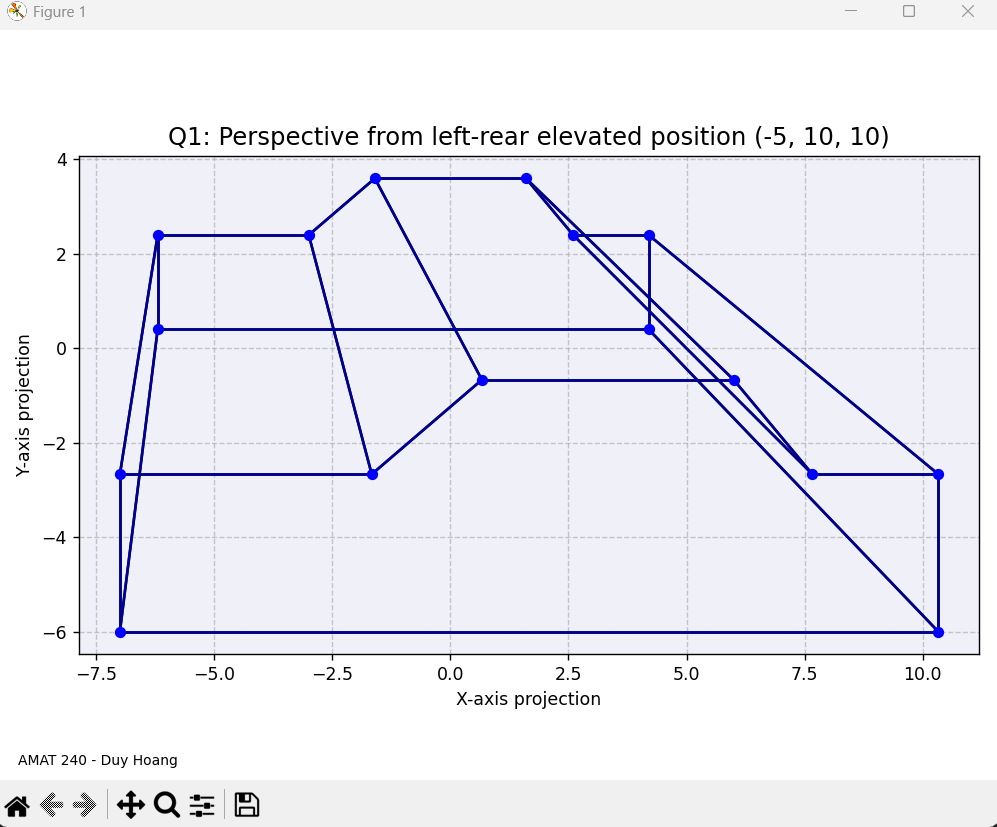 Figure 1
Q1: Perspective from left-rear elevated position (-5, 10, 10)
4
2
0
−2
−4
−6
Y-axis projection
−7.5 −5.0 −2.5 0.0 2.5 5.0 7.5 10.0
X-axis projection
AMAT 240 - Duy Hoang